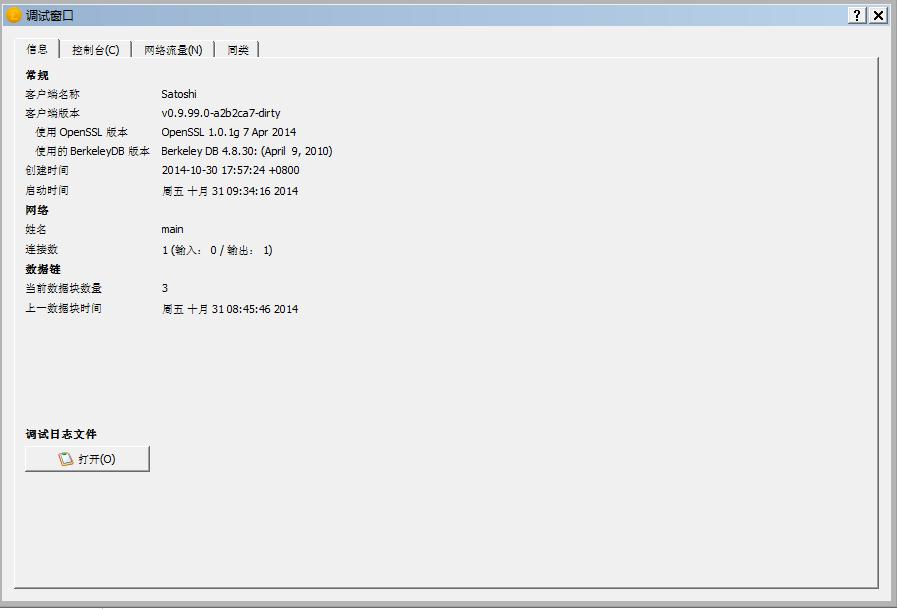 调试窗口
信息 控制台(C) 网络流量(N) 同类
常规
客户端名称 Satoshi
客户端版本 v0.9.99.0-a2b2ca7-dirty
使用 OpenSSL 版本 OpenSSL 1.0.1g 7 Apr 2014
使用的 BerkeleyDB 版本 Berkeley DB 4.8.30: (April 9, 2010)
创建时间 2014-10-30 17:57:24 +0800
启动时间 周五 十月 31 09:34:16 2014
网络
姓名 main
连接数 1 (输入： 0 / 输出： 1)
数据链
当前数据块数量 3
上一数据块时间 周五 十月 31 08:45:46 2014
调试日志文件
打开(O)